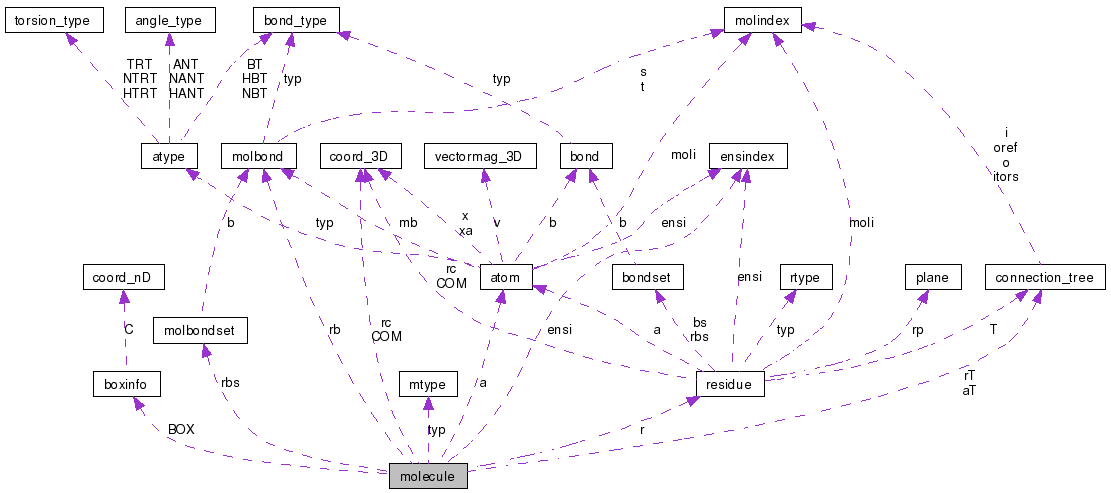 torsion_type
angle_type
bond_type
molindex
TRT
NTRT
HTRT
ANT
NANT
HANT
BT
HBT
NBT
typ
typ
s
t
i
oref
o
itors
atype
molbond
coord_3D
vectormag_3D
bond
ensindex
moli
b
typ
mb
x
xa
v
b
b
ensi
moli
coord_nD
rc
COM
atom
bondset
ensi
rtype
plane
connection_tree
C
molbondset
rb
rc
COM
ensi
a
bs
rbs
typ
rp
T
boxinfo
rbs
mtype
a
residue
rT
aT
BOX
typ
r
molecule